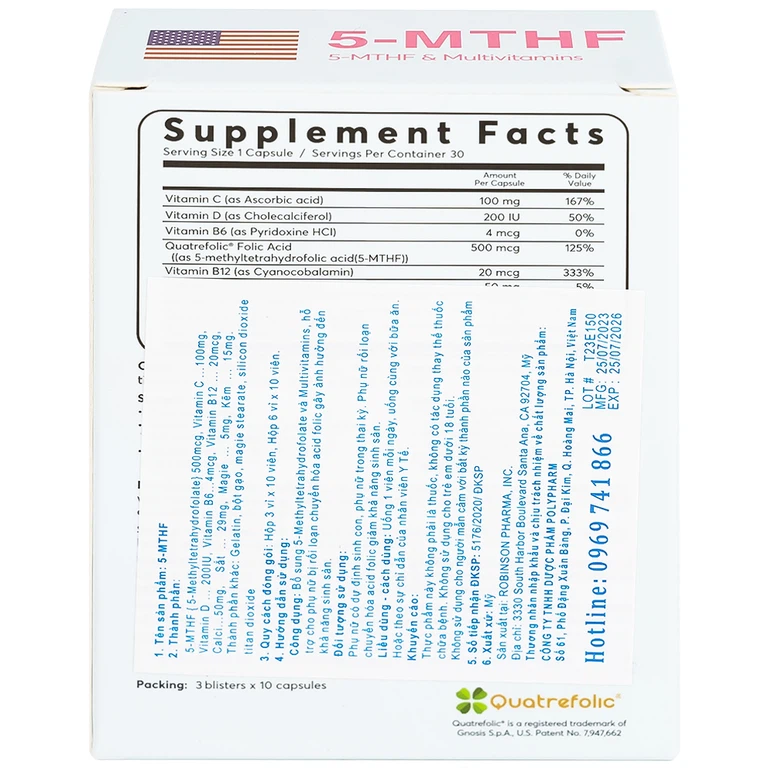 5-MTHF
5-MTHF & Multivitamins
Supplement Facts
Serving Size 1 Capsule / Servings Per Container 30
Amount Per Capsule % Daily Value
Vitamin C (as Ascorbic acid) 100 mg 167%
Vitamin D (as Cholecalciferol) 200 IU 50%
Vitamin B6 (as Pyridoxine HCl) 4 mcg 0%
Quatrefolic® Folic Acid 500 mcg 125%
((as 5-methyltetrahydrofolic acid(5-MTHF))
Vitamin B12 (as Cyanocobalamin) 20 mcg 333%
50 mg 5%
1. Tên sản phẩm: 5-MTHF
2. Thành phần:
5-MTHF ( 5-Methyltetrahydrofolate) 500mcg, Vitamin C ... 100mg,
Vitamin D ... 200IU, Vitamin B6...4mcg, Vitamin B12 ... 20mcg,
Calci...50mg, Sắt ... 29mg, Magie ... 5mg, Kẽm ... 15mg.
Thành phần khác: Gelatin, bột gạo, magie stearate, silicon dioxide
titan dioxide
3. Quy cách đóng gói: Hộp 3 vỉ x 10 viên, Hộp 6 vỉ x 10 viên.
4. Hướng dẫn sử dụng:
Công dụng: Bổ sung 5-Methyltetrahydrofolate và Multivitamins, hỗ
trợ cho phụ nữ bị rối loạn chuyển hóa acid folic gây ảnh hưởng đến
khả năng sinh sản.
Đối tượng sử dụng:
Phụ nữ có dự định sinh con, phụ nữ trong thai kỳ. Phụ nữ rối loạn
chuyển hóa acid folic giảm khả năng sinh sản.
Liều dùng - cách dùng: Uống 1 viên mỗi ngày, uống cùng với bữa ăn.
Hoặc theo sự chỉ dẫn của nhân viên Y Tế.
Khuyến cáo:
Thực phẩm này không phải là thuốc, không có tác dụng thay thế thuốc
chữa bệnh. Không sử dụng cho trẻ em dưới 18 tuổi.
Không sử dụng cho người mẫn cảm với bất kỳ thành phần nào của sản phẩm
5. Số tiếp nhận ĐKSP: 5176/2020/ ĐKSP
6. Xuất xứ: Mỹ
Sản xuất tại: ROBINSON PHARMA, INC.
Địa chỉ: 3330 South Harbor Boulevard Santa Ana, CA 92704, Mỹ
Thương nhân nhập khẩu và chịu trách nhiệm về chất lượng sản phẩm:
CÔNG TY TNHH DƯỢC PHẨM POLYPHARM
Số 61, Phố Đặng Xuân Bảng, P. Đại Kim, Q. Hoàng Mai, TP. Hà Nội, Việt Nam
Hotline: 0969 741 866
LOT # T23E150
MFG: 25/07/2023
EXP: 25/07/2026
Packing: 3 blisters x 10 capsules
Quatrefolic®
Quatrefolic® is a registered trademark of
Gnosis S.p.A., U.S. Patent No. 7,947,662